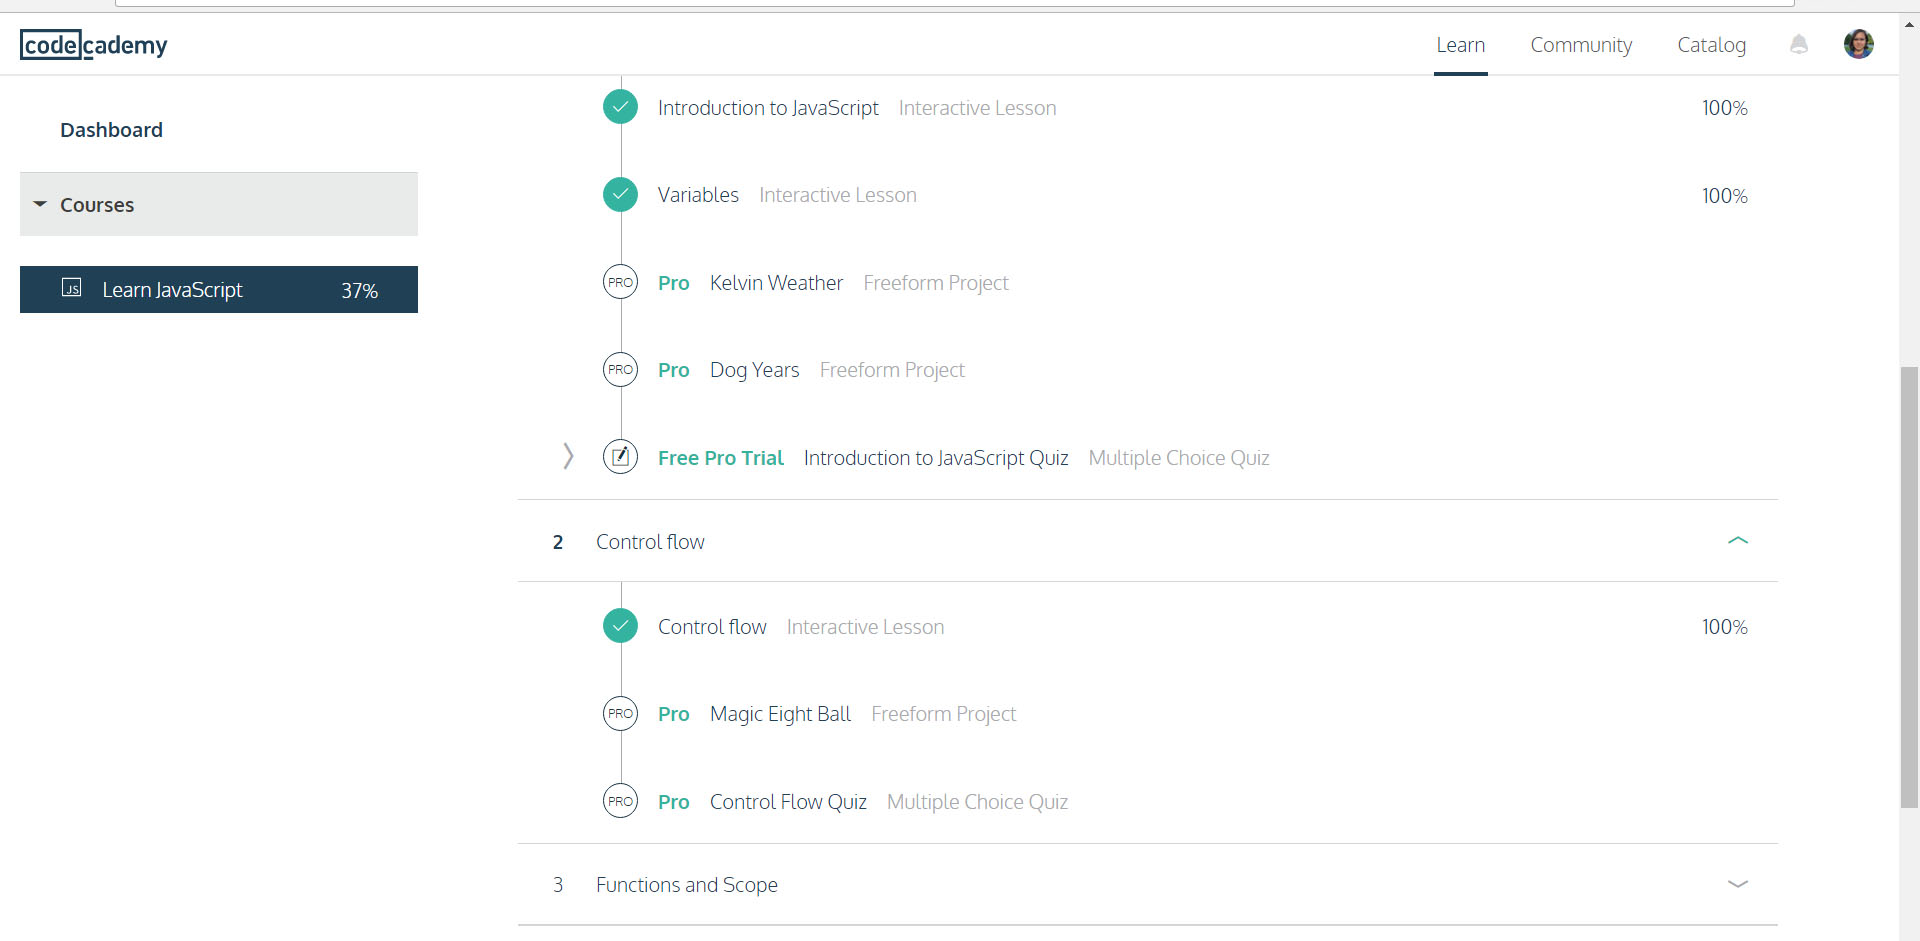 codecademy
Learn Community Catalog
Dashboard
Courses
JS Learn JavaScript 37%
Introduction to JavaScript Interactive Lesson 100%
Variables Interactive Lesson 100%
PRO Pro Kelvin Weather Freeform Project
PRO Pro Dog Years Freeform Project
Free Pro Trial Introduction to JavaScript Quiz Multiple Choice Quiz
2 Control flow
Control flow Interactive Lesson 100%
PRO Pro Magic Eight Ball Freeform Project
PRO Pro Control Flow Quiz Multiple Choice Quiz
3 Functions and Scope